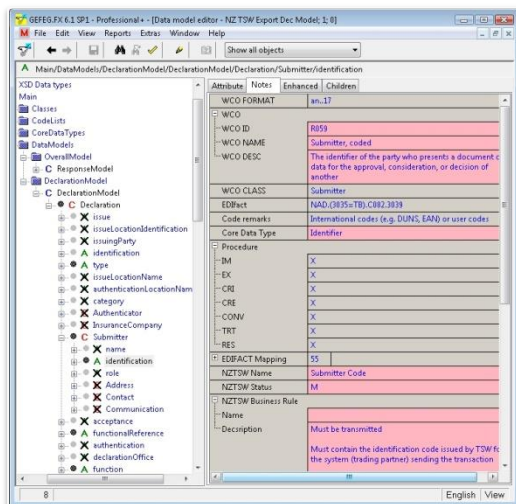 GEFEG.FX 6.1 SP1 - Professional+ - [Data model editor - NZ TSW Export Dec Model; 1; 0]
File Edit View Reports Extras Window Help
Show all objects
A Main/DataModels/DeclarationModel/DeclarationModel/Declaration/Submitter/identification
XSD Data types
Main
Classes
CodeLists
CoreDataTypes
DataModels
OverallModel
C ResponseModel
DeclarationModel
C DeclarationModel
C Declaration
X issue
X issueLocationIdentification
X issuingParty
A identification
A type
X issueLocationName
X authenticationLocationNam
X category
X Authenticator
X InsuranceCompany
C Submitter
X name
A identification
X role
X Address
X Contact
X Communication
X acceptance
A functionalReference
X authentication
X declarationOffice
A function
Attribute Notes Enhanced Children
WCO FORMAT an..17
WCO
WCO ID R059
WCO NAME Submitter, coded
WCO DESC The identifier of the party who presents a document o
data for the approval, consideration, or decision of
another
WCO CLASS Submitter
EDIfact NAD.(3035=TB).C082.3039
Code remarks International codes (e.g. DUNS, EAN) or user codes
Core Data Type Identifier
Procedure
IM X
EX X
CRI X
CRE X
CONV X
TRT X
RES X
EDIFACT Mapping 55
NZTSW Name Submitter Code
NZTSW Status M
NZTSW Business Rule
Name
Decsription Must be transmitted
Must contain the identification code issued by TSW fo
the system (trading partner) sending the transaction
8 English View